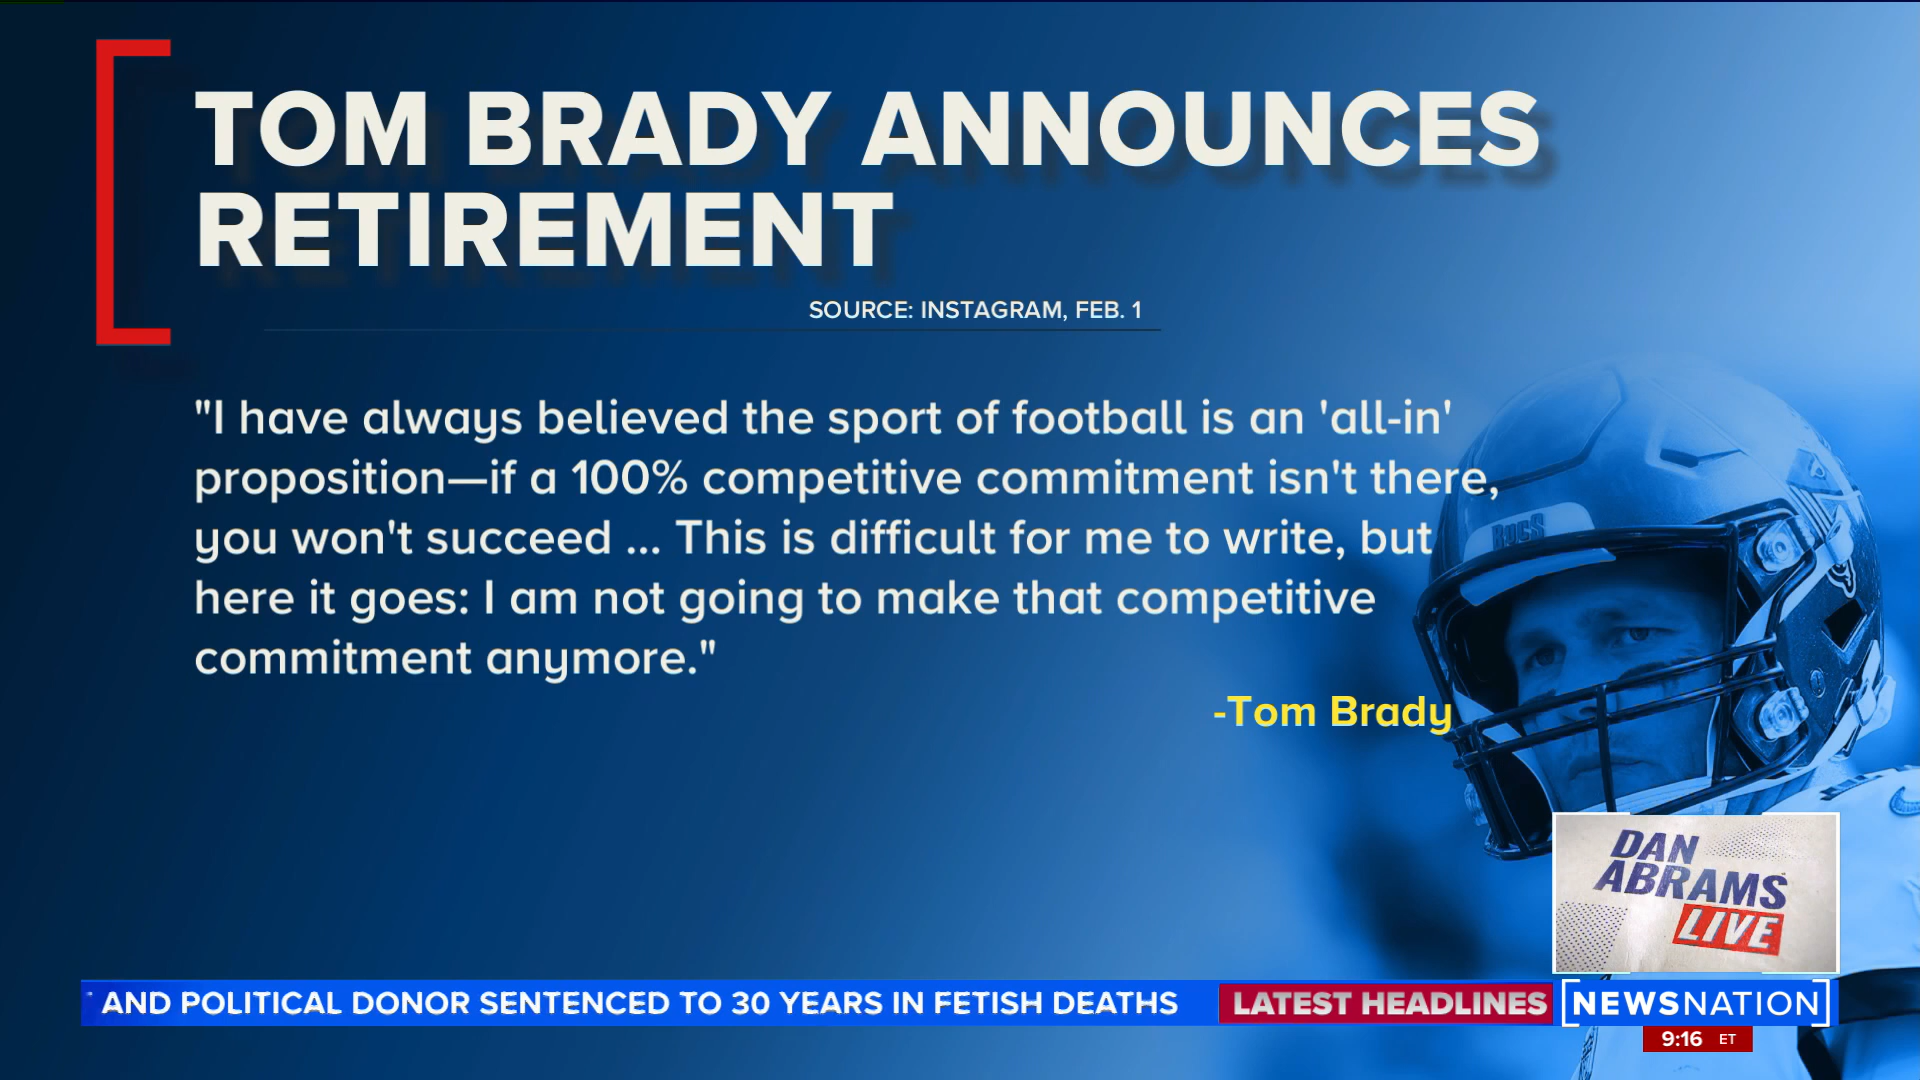 TOM BRADY ANNOUNCES
RETIREMENT
SOURCE: INSTAGRAM, FEB. 1
"I have always believed the sport of football is an 'all-in'
proposition—if a 100% competitive commitment isn't there,
you won't succeed ... This is difficult for me to write, but
here it goes: I am not going to make that competitive
commitment anymore."
-Tom Brady
BUCS
DAN
ABRAMS
LIVE
AND POLITICAL DONOR SENTENCED TO 30 YEARS IN FETISH DEATHS
LATEST HEADLINES
[NEWSNATION]
9:16 ET